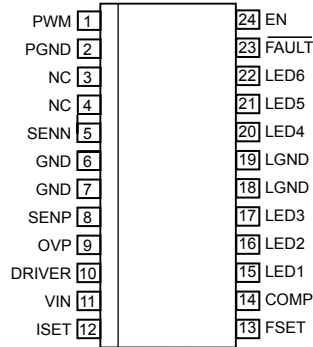 PWM 1 24 EN
PGND 2 23 FAULT
NC 3 22 LED6
NC 4 21 LED5
SENN 5 20 LED4
GND 6 19 LGND
GND 7 18 LGND
SENP 8 17 LED3
OVP 9 16 LED2
DRIVER 10 15 LED1
VIN 11 14 COMP
ISET 12 13 FSET